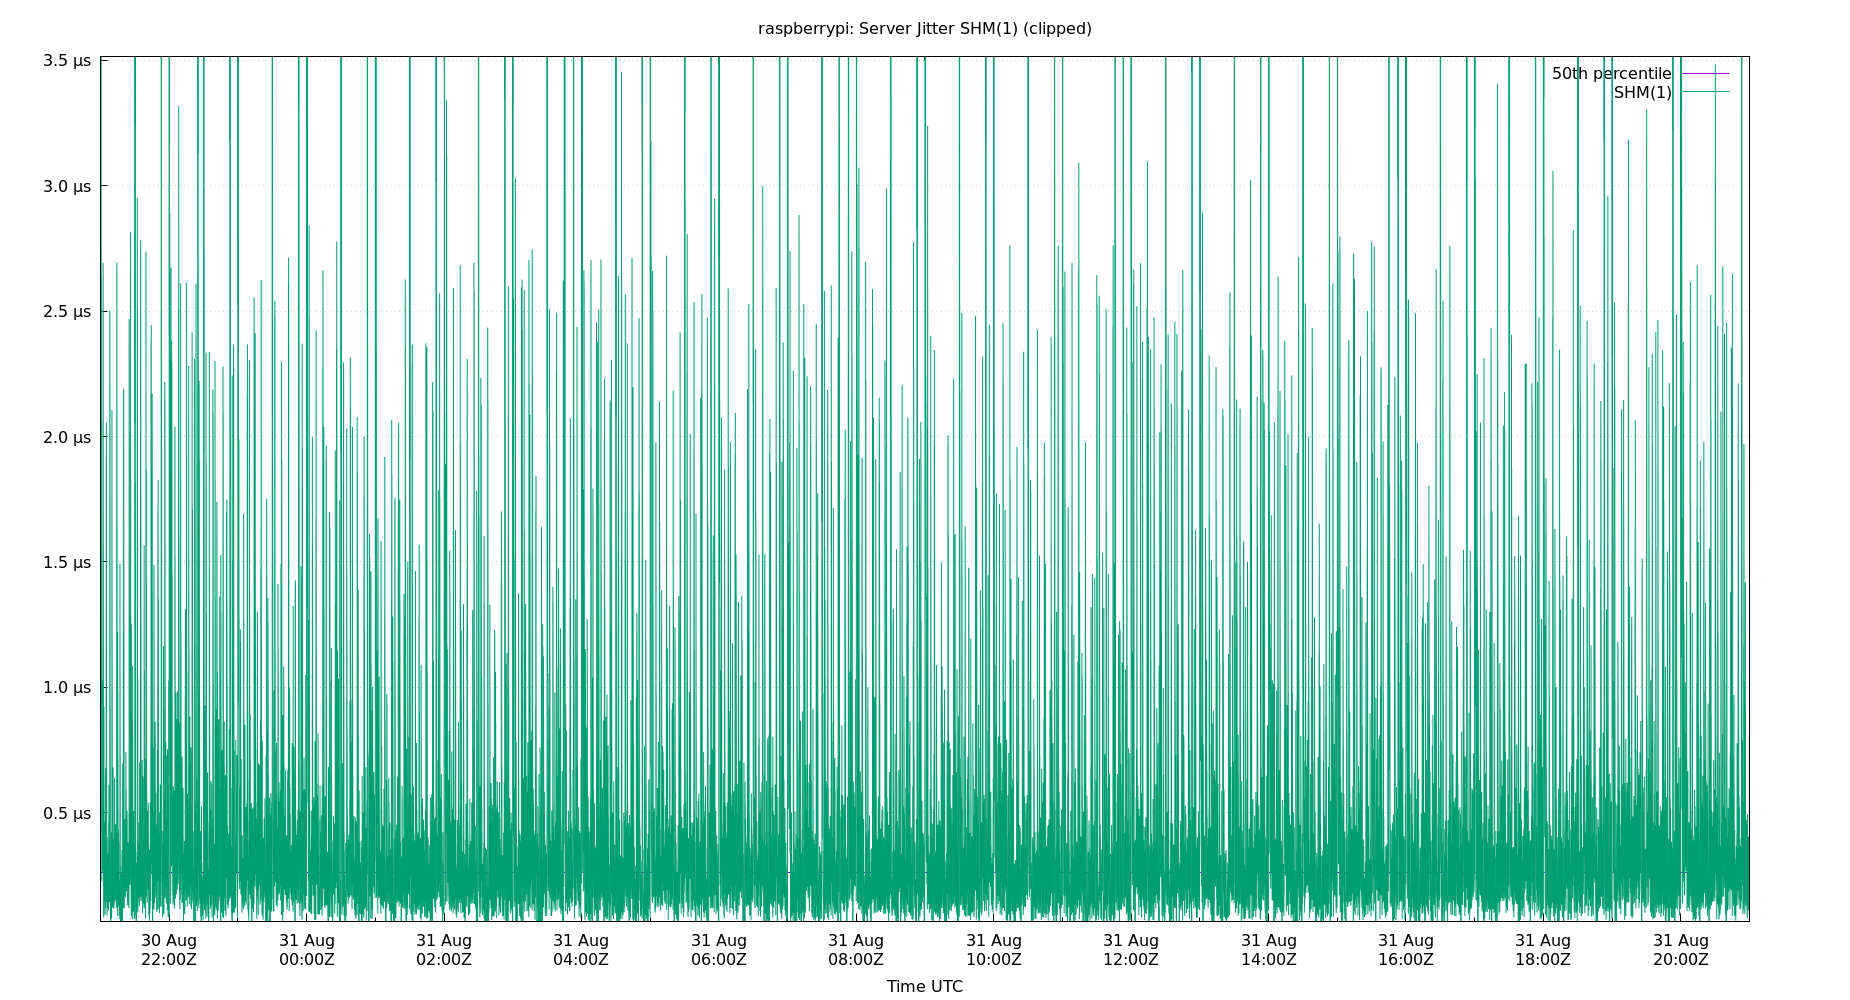 raspberrypi: Server Jitter SHM(1) (clipped)
3.5 µs
3.0 µs
2.5 µs
2.0 µs
1.5 µs
1.0 µs
0.5 µs
50th percentile
SHM(1)
30 Aug 31 Aug 31 Aug 31 Aug 31 Aug 31 Aug 31 Aug 31 Aug 31 Aug 31 Aug 31 Aug 31 Aug
22:00Z 00:00Z 02:00Z 04:00Z 06:00Z 08:00Z 10:00Z 12:00Z 14:00Z 16:00Z 18:00Z 20:00Z
Time UTC